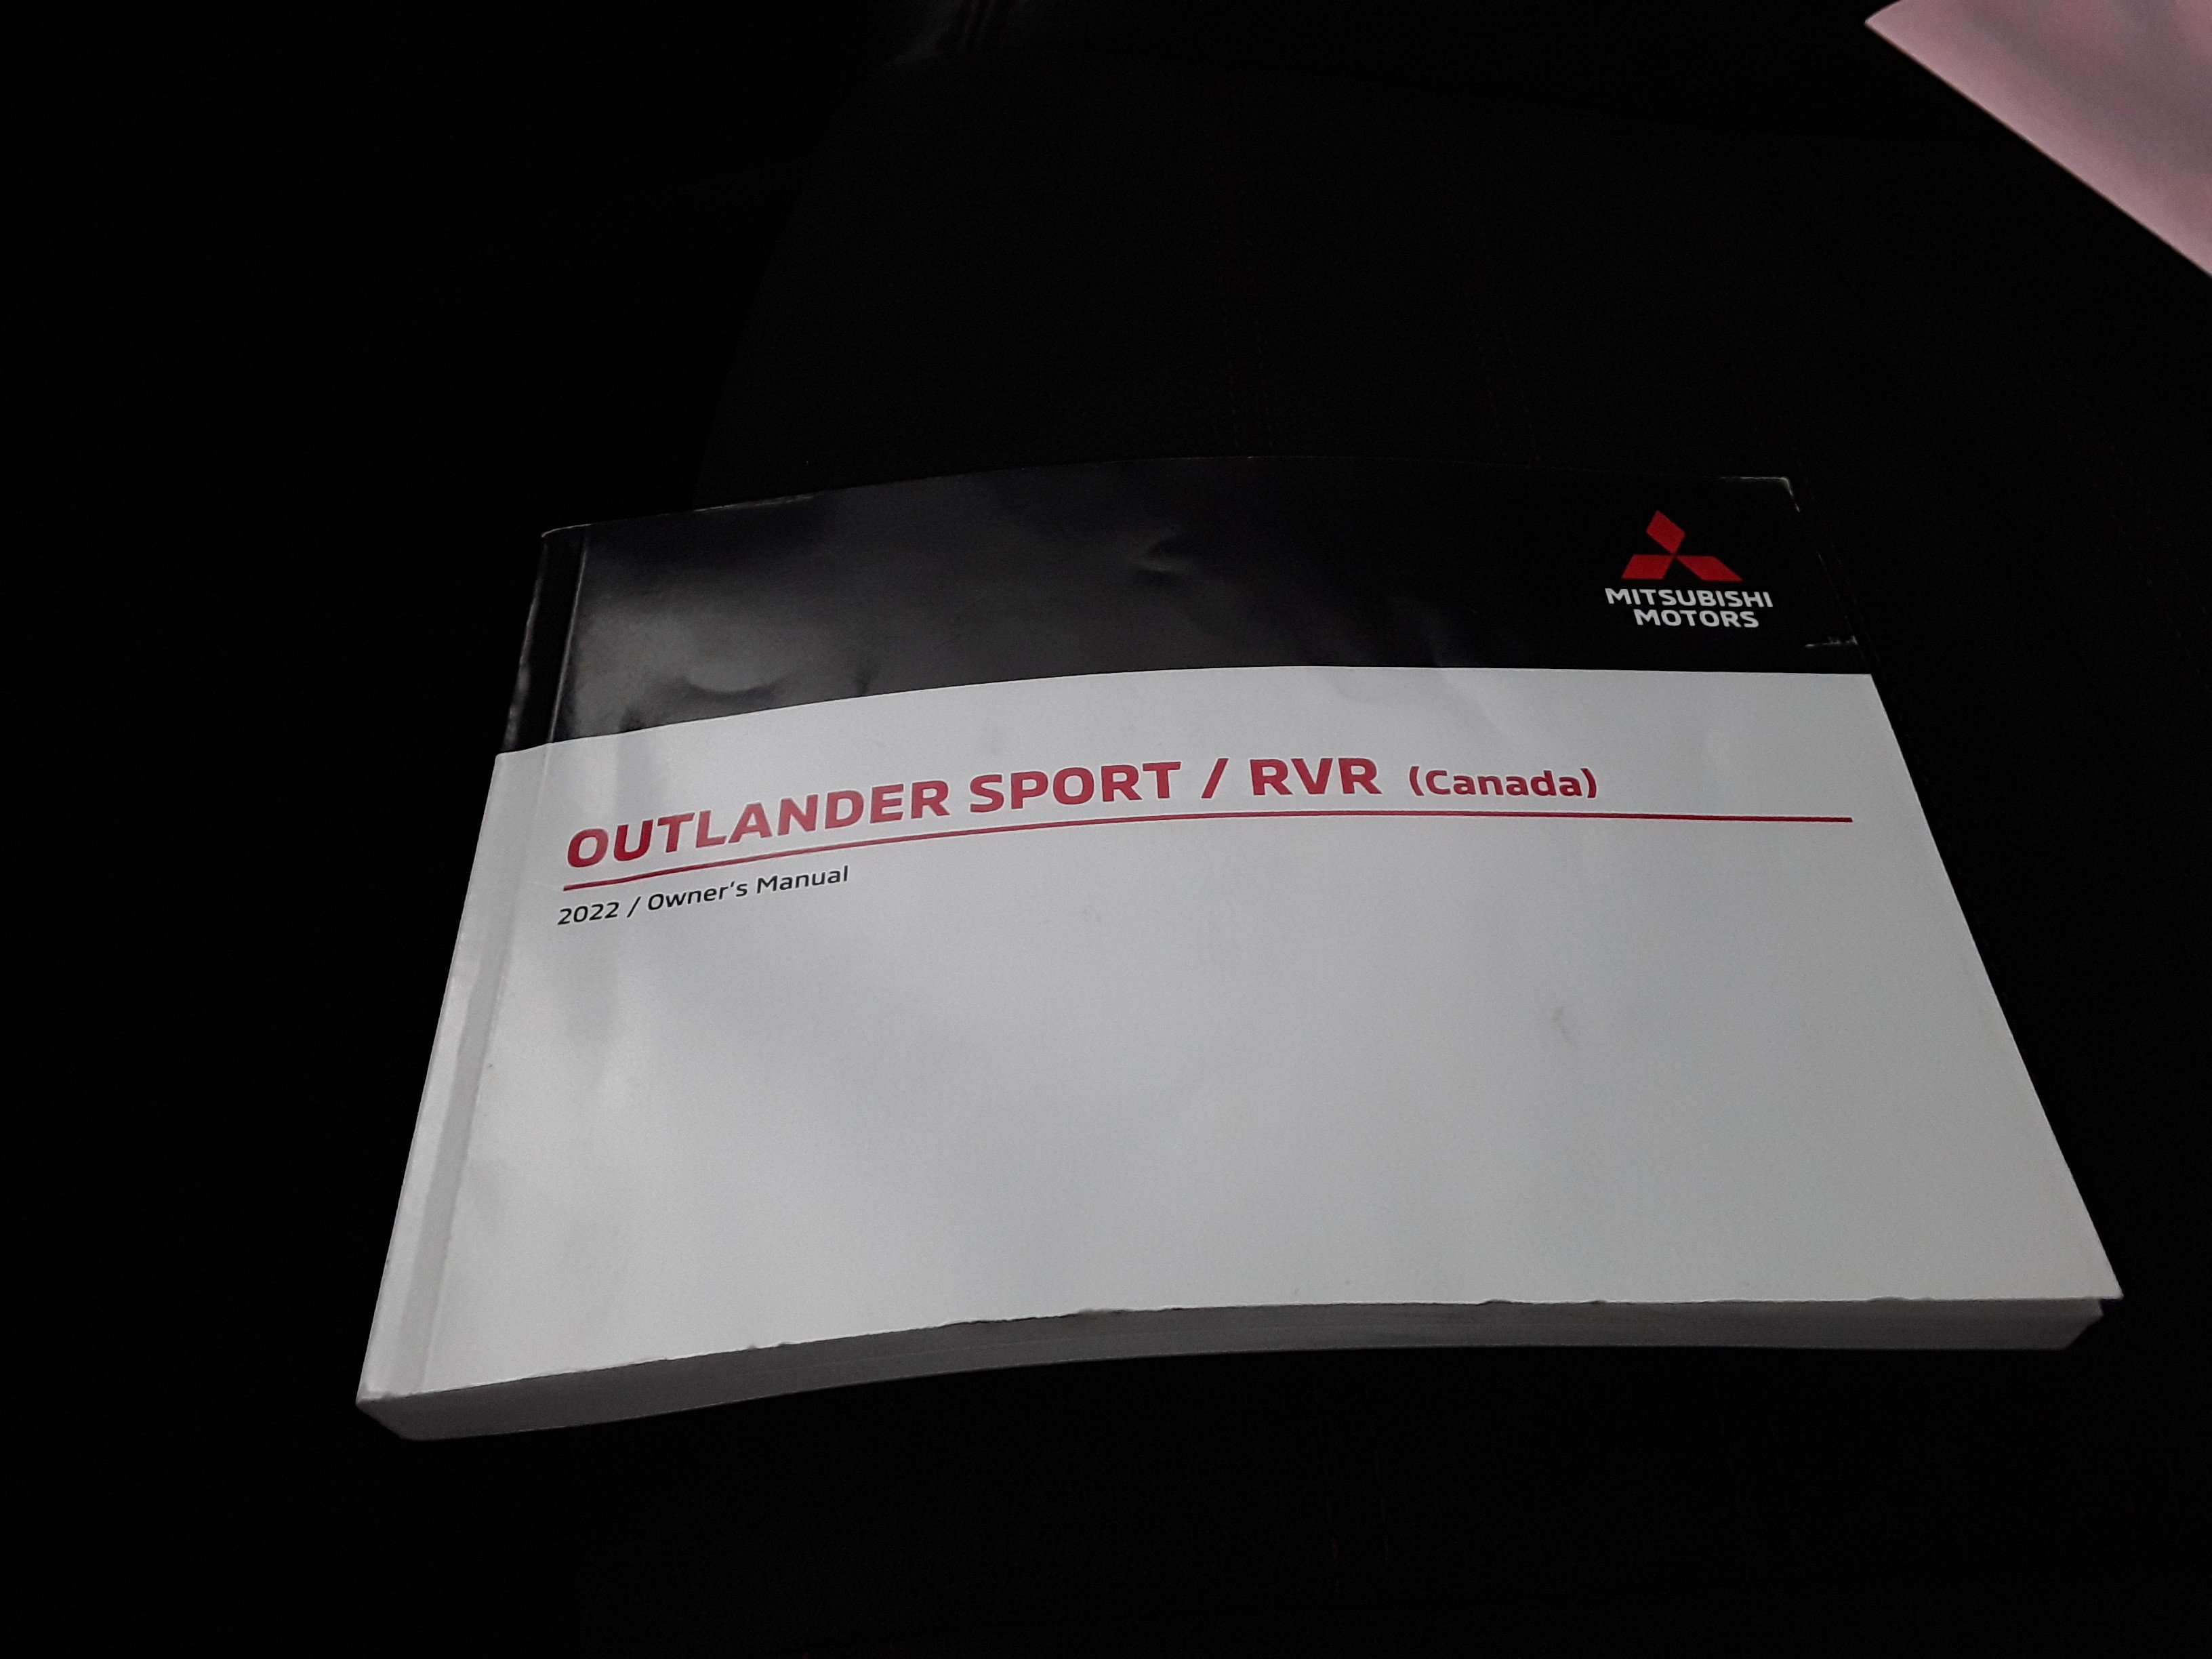 MITSUBISHI
MOTORS
OUTLANDER SPORT / RVR (Canada)
2022 / Owner's Manual